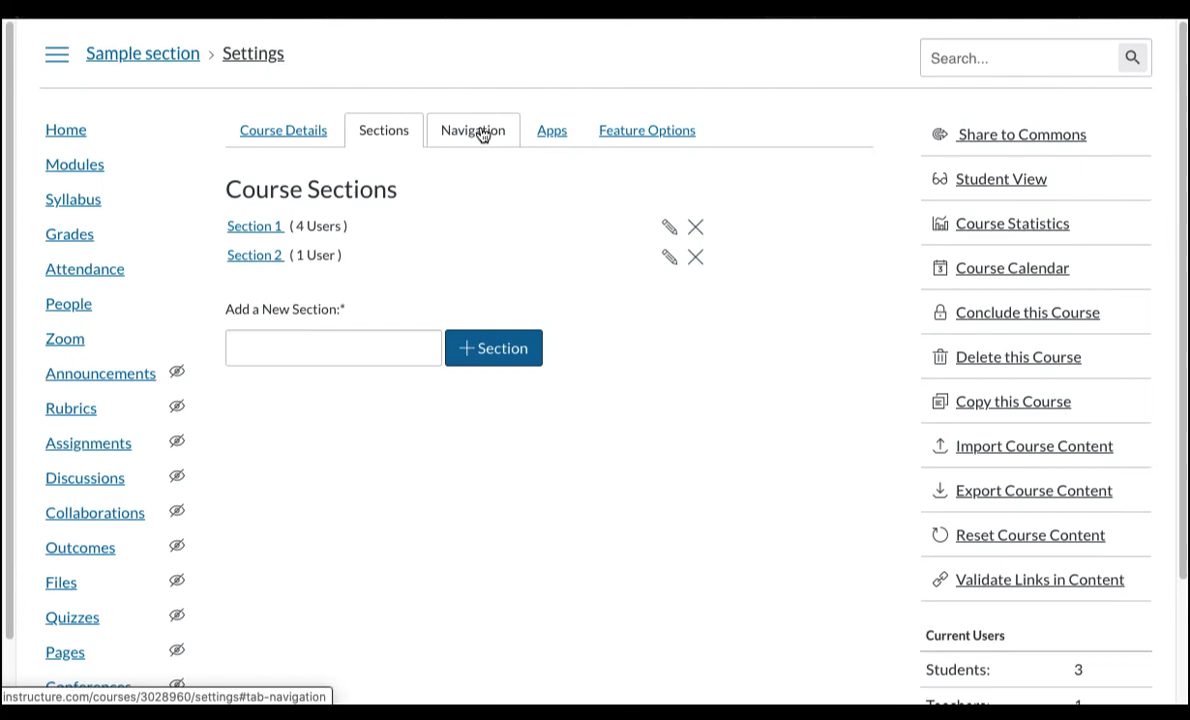 Sample section › Settings
Search...
Home
Modules
Syllabus
Grades
Attendance
People
Zoom
Announcements
Rubrics
Assignments
Discussions
Collaborations
Outcomes
Files
Quizzes
Pages
Conferences
Course Details Sections Navigation Apps Feature Options
Course Sections
Section 1 ( 4 Users )
Section 2 ( 1 User )
Add a New Section:*
+ Section
Share to Commons
Student View
Course Statistics
3 Course Calendar
Conclude this Course
Delete this Course
Copy this Course
Import Course Content
Export Course Content
Reset Course Content
Validate Links in Content
Current Users
Students: 3
Teachers: 1
instructure.com/courses/3028960/settings#tab-navigation